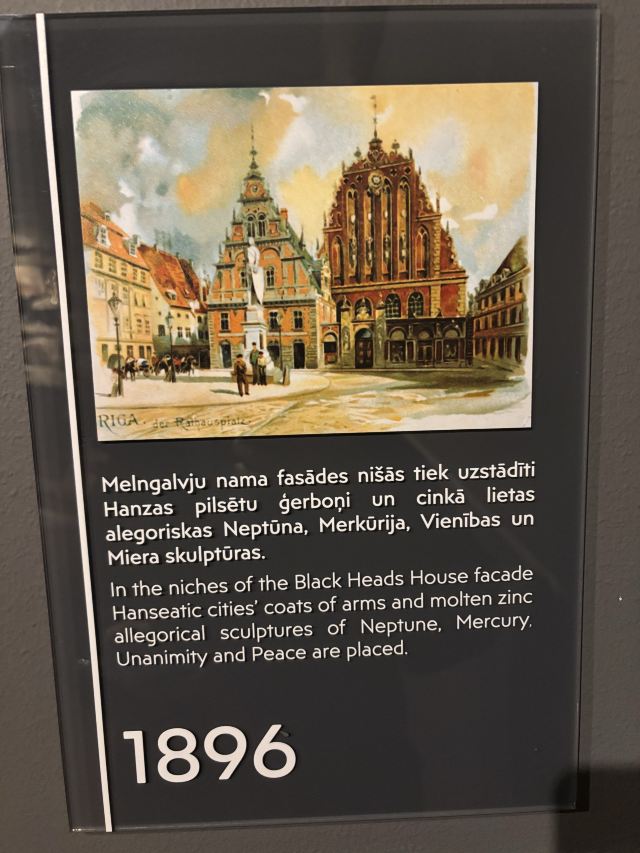 RIGA. der Rathausplatz.
Melngalvju nama fasādes nišās tiek uzstādīti
Hanzas pilsētu ģerboņi un cinkā lietas
alegoriskas Neptūna, Merkūrija, Vienības un
Miera skulptūras.
In the niches of the Black Heads House facade
Hanseatic cities' coats of arms and molten zinc
allegorical sculptures of Neptune, Mercury,
Unanimity and Peace are placed.
1896